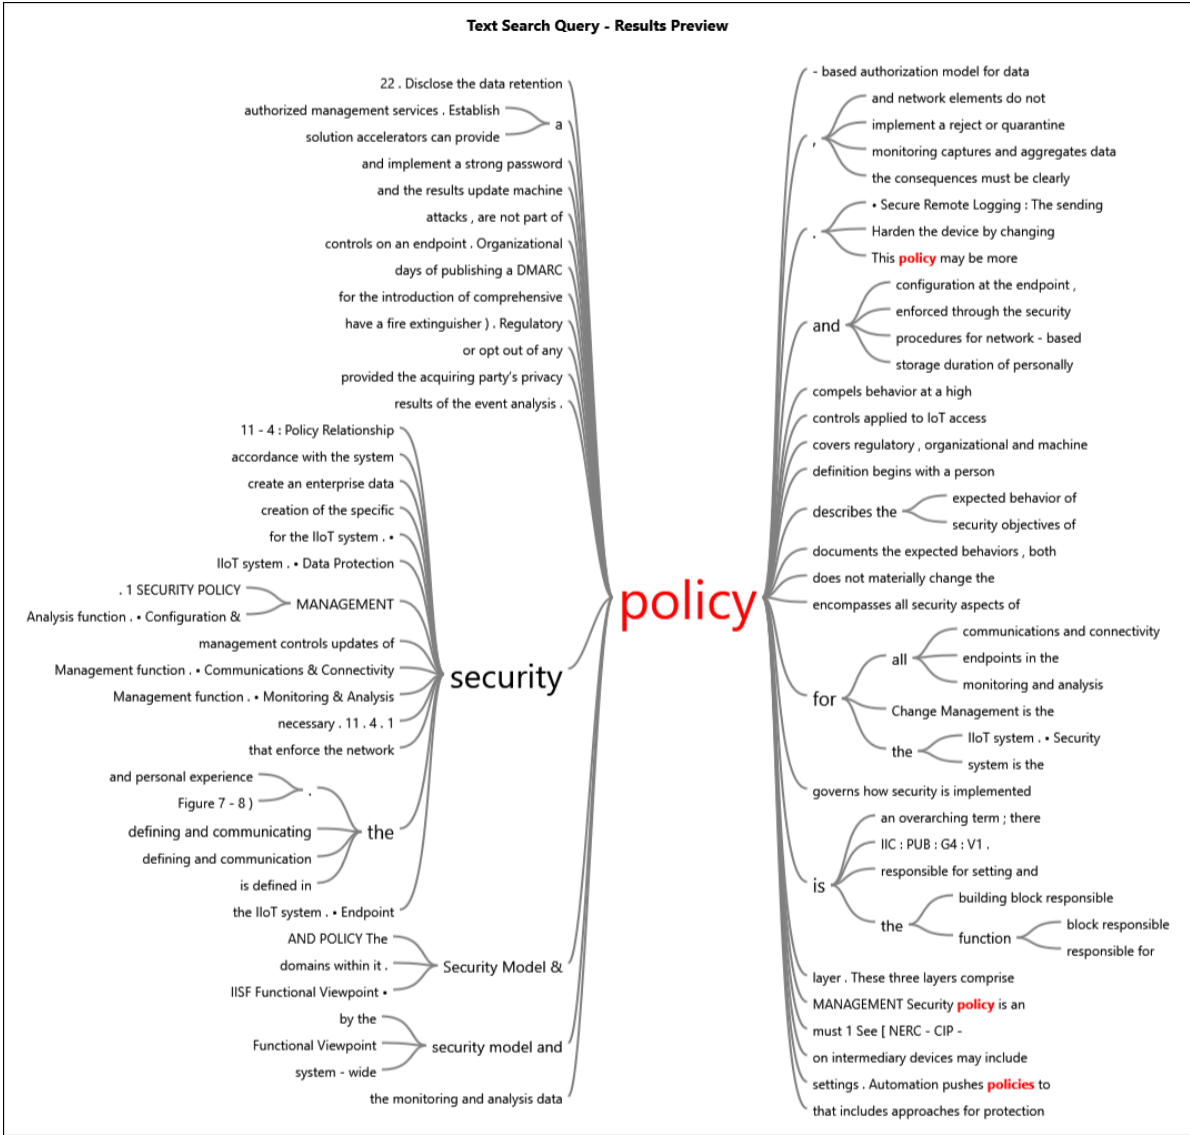 Text Search Query - Results Preview
22 . Disclose the data retention
authorized management services . Establish
solution accelerators can provide
a
and implement a strong password
and the results update machine
attacks , are not part of
controls on an endpoint . Organizational
days of publishing a DMARC
for the introduction of comprehensive
have a fire extinguisher ) . Regulatory
or opt out of any
provided the acquiring party's privacy
results of the event analysis .
11 - 4 : Policy Relationship
accordance with the system
create an enterprise data
creation of the specific
for the IIoT system . •
IIoT system . • Data Protection
. 1 SECURITY POLICY
Analysis function . • Configuration &
MANAGEMENT
management controls updates of
Management function . • Communications & Connectivity
Management function . • Monitoring & Analysis
necessary . 11 . 4 . 1
that enforce the network
and personal experience
Figure 7 - 8 )
.
defining and communicating
defining and communication
is defined in
the
the IIoT system . • Endpoint
security
AND POLICY The
domains within it .
IISF Functional Viewpoint •
Security Model &
by the
Functional Viewpoint
system - wide
security model and
the monitoring and analysis data
policy
- based authorization model for data
,
and network elements do not
implement a reject or quarantine
monitoring captures and aggregates data
the consequences must be clearly
.
• Secure Remote Logging : The sending
Harden the device by changing
This policy may be more
and
configuration at the endpoint ,
enforced through the security
procedures for network - based
storage duration of personally
compels behavior at a high
controls applied to IoT access
covers regulatory , organizational and machine
definition begins with a person
describes the
expected behavior of
security objectives of
documents the expected behaviors , both
does not materially change the
encompasses all security aspects of
for
all
communications and connectivity
endpoints in the
monitoring and analysis
Change Management is the
the
IIoT system . • Security
system is the
governs how security is implemented
is
an overarching term ; there
IIC : PUB : G4 : V1 .
responsible for setting and
the
building block responsible
function
block responsible
responsible for
layer . These three layers comprise
MANAGEMENT Security policy is an
must 1 See [ NERC - CIP -
on intermediary devices may include
settings . Automation pushes policies to
that includes approaches for protection